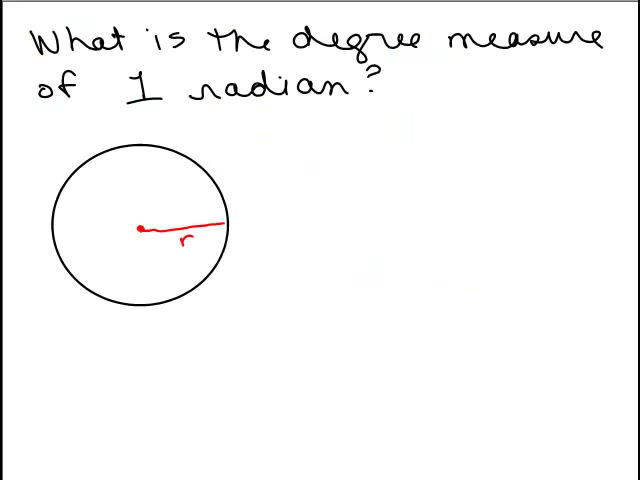 What is the degree measure
of 1 radian?
r